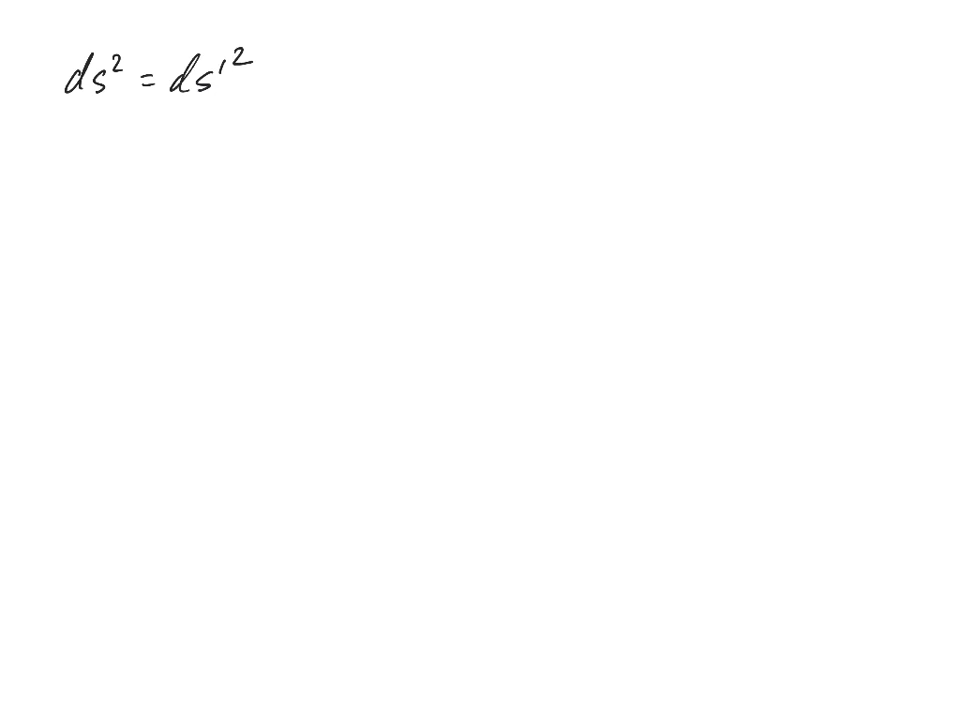 ds² = ds'²